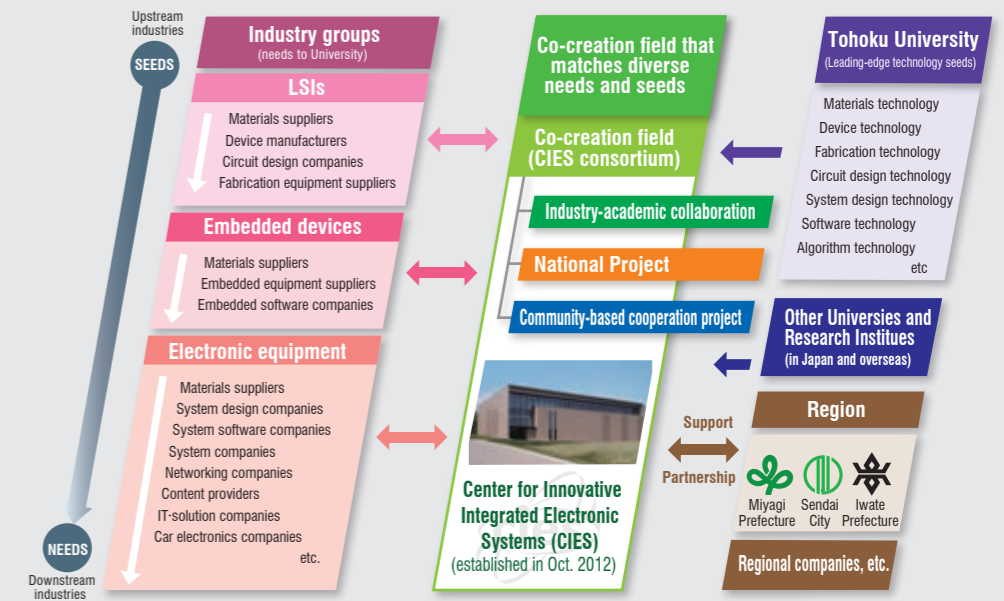 Upstream
industries
SEEDS
NEEDS
Downstream
industries
Industry groups
(needs to University)
LSIs
Materials suppliers
Device manufacturers
Circuit design companies
Fabrication equipment suppliers
Embedded devices
Materials suppliers
Embedded equipment suppliers
Embedded software companies
Electronic equipment
Materials suppliers
System design companies
System software companies
System companies
Networking companies
Content providers
IT-solution companies
Car electronics companies
etc.
Co-creation field that
matches diverse
needs and seeds
Co-creation field
(CIES consortium)
Industry-academic collaboration
National Project
Community-based cooperation project
cies
Center for Innovative
Integrated Electronic
Systems (CIES)
(established in Oct. 2012)
Tohoku University
(Leading-edge technology seeds)
Materials technology
Device technology
Fabrication technology
Circuit design technology
System design technology
Software technology
Algorithm technology
etc
Other Universies and
Research Institues
(in Japan and overseas)
Support
Partnership
Region
Miyagi
Prefecture
Sendai
City
Iwate
Prefecture
Regional companies, etc.